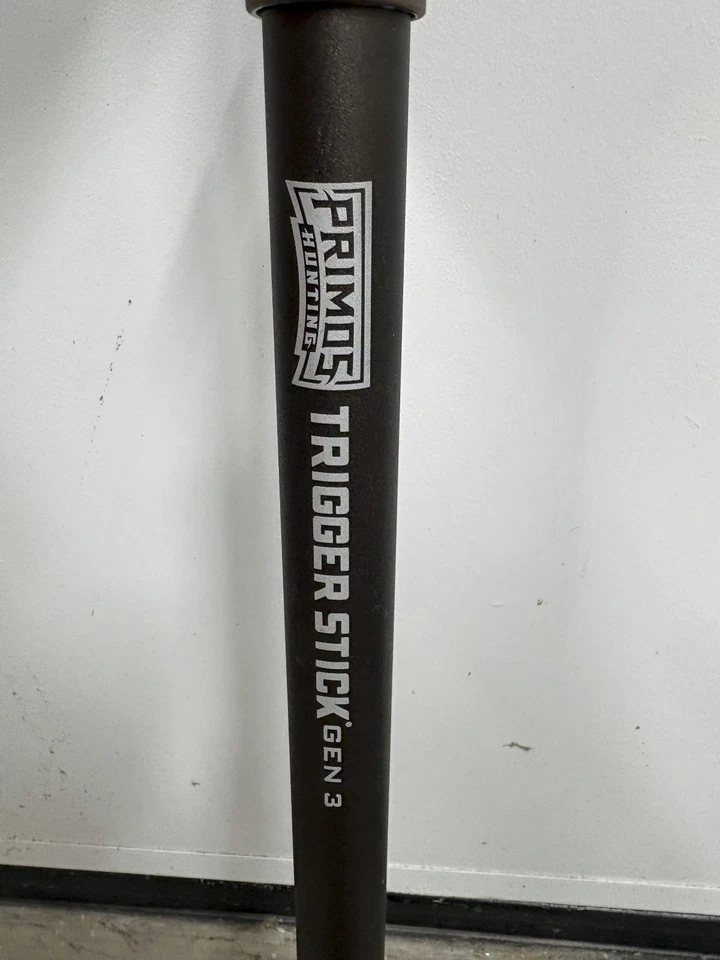 PRIMOS
HUNTING
TRIGGER STICK® GEN 3